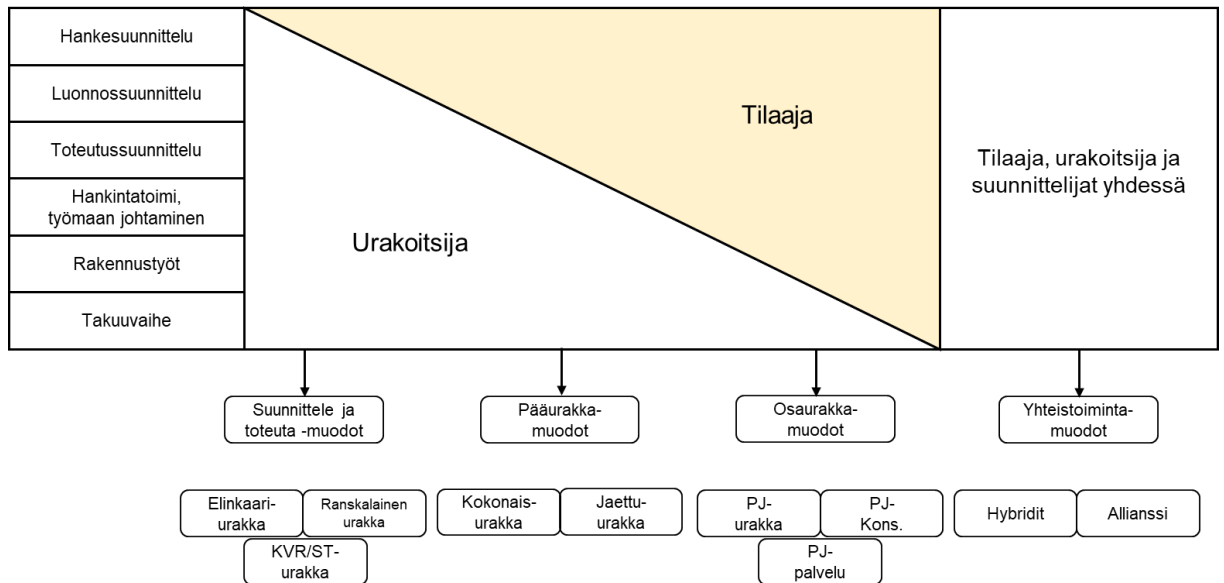 Hankesuunnittelu
Luonnossuunnittelu
Toteutussuunnittelu
Hankintatoimi,
työmaan johtaminen
Rakennustyöt
Takuuvaihe
Tilaaja
Urakoitsija
Tilaaja, urakoitsija ja
suunnittelijat yhdessä
Suunnittele ja
toteuta -muodot
Pääurakka-
muodot
Osaurakka-
muodot
Yhteistoiminta-
muodot
Elinkaari-
urakka
Ranskalainen
urakka
KVR/ST-
urakka
Kokonais-
urakka
Jaettu-
urakka
PJ-
urakka
PJ-
Kons.
PJ-
palvelu
Hybridit
Allianssi